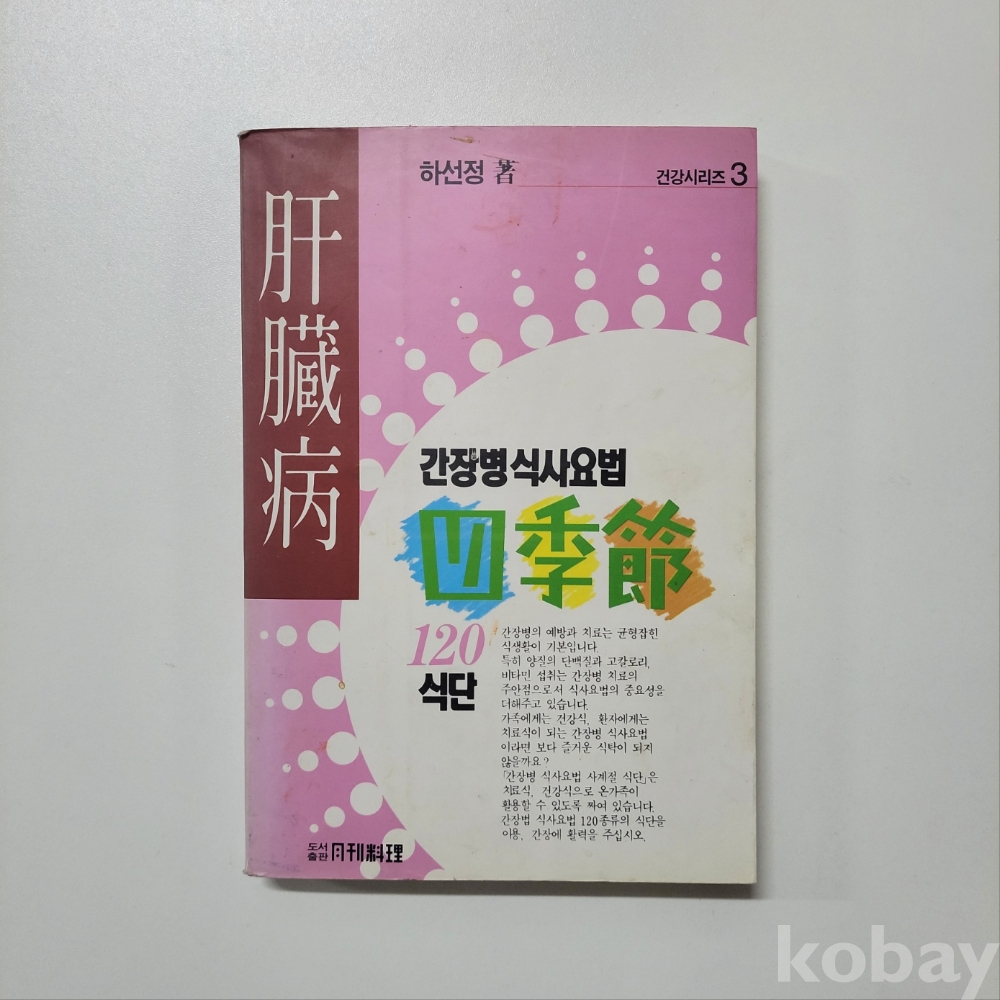 하선정 著
건강시리즈 3
肝臟病
간장병 식사요법
四季節
120
식단
간장병의 예방과 치료는 균형잡힌
식생활이 기본입니다.
특히 양질의 단백질과 고칼로리,
비타민 섭취는 간장병 치료의
주안점으로서 식사요법의 중요성을
더해주고 있습니다.
가족에게는 건강식, 환자에게는
치료식이 되는 간장병 식사요법
이라면 보다 즐거운 식탁이 되지
않을까요?
「간장병 식사요법 사계절 식단」은
치료식, 건강식으로 온가족이
활용할 수 있도록 짜여 있습니다.
간장법 식사요법 120종류의 식단을
이용, 간장에 활력을 주십시오.
도서출판 月刊料理
kobay